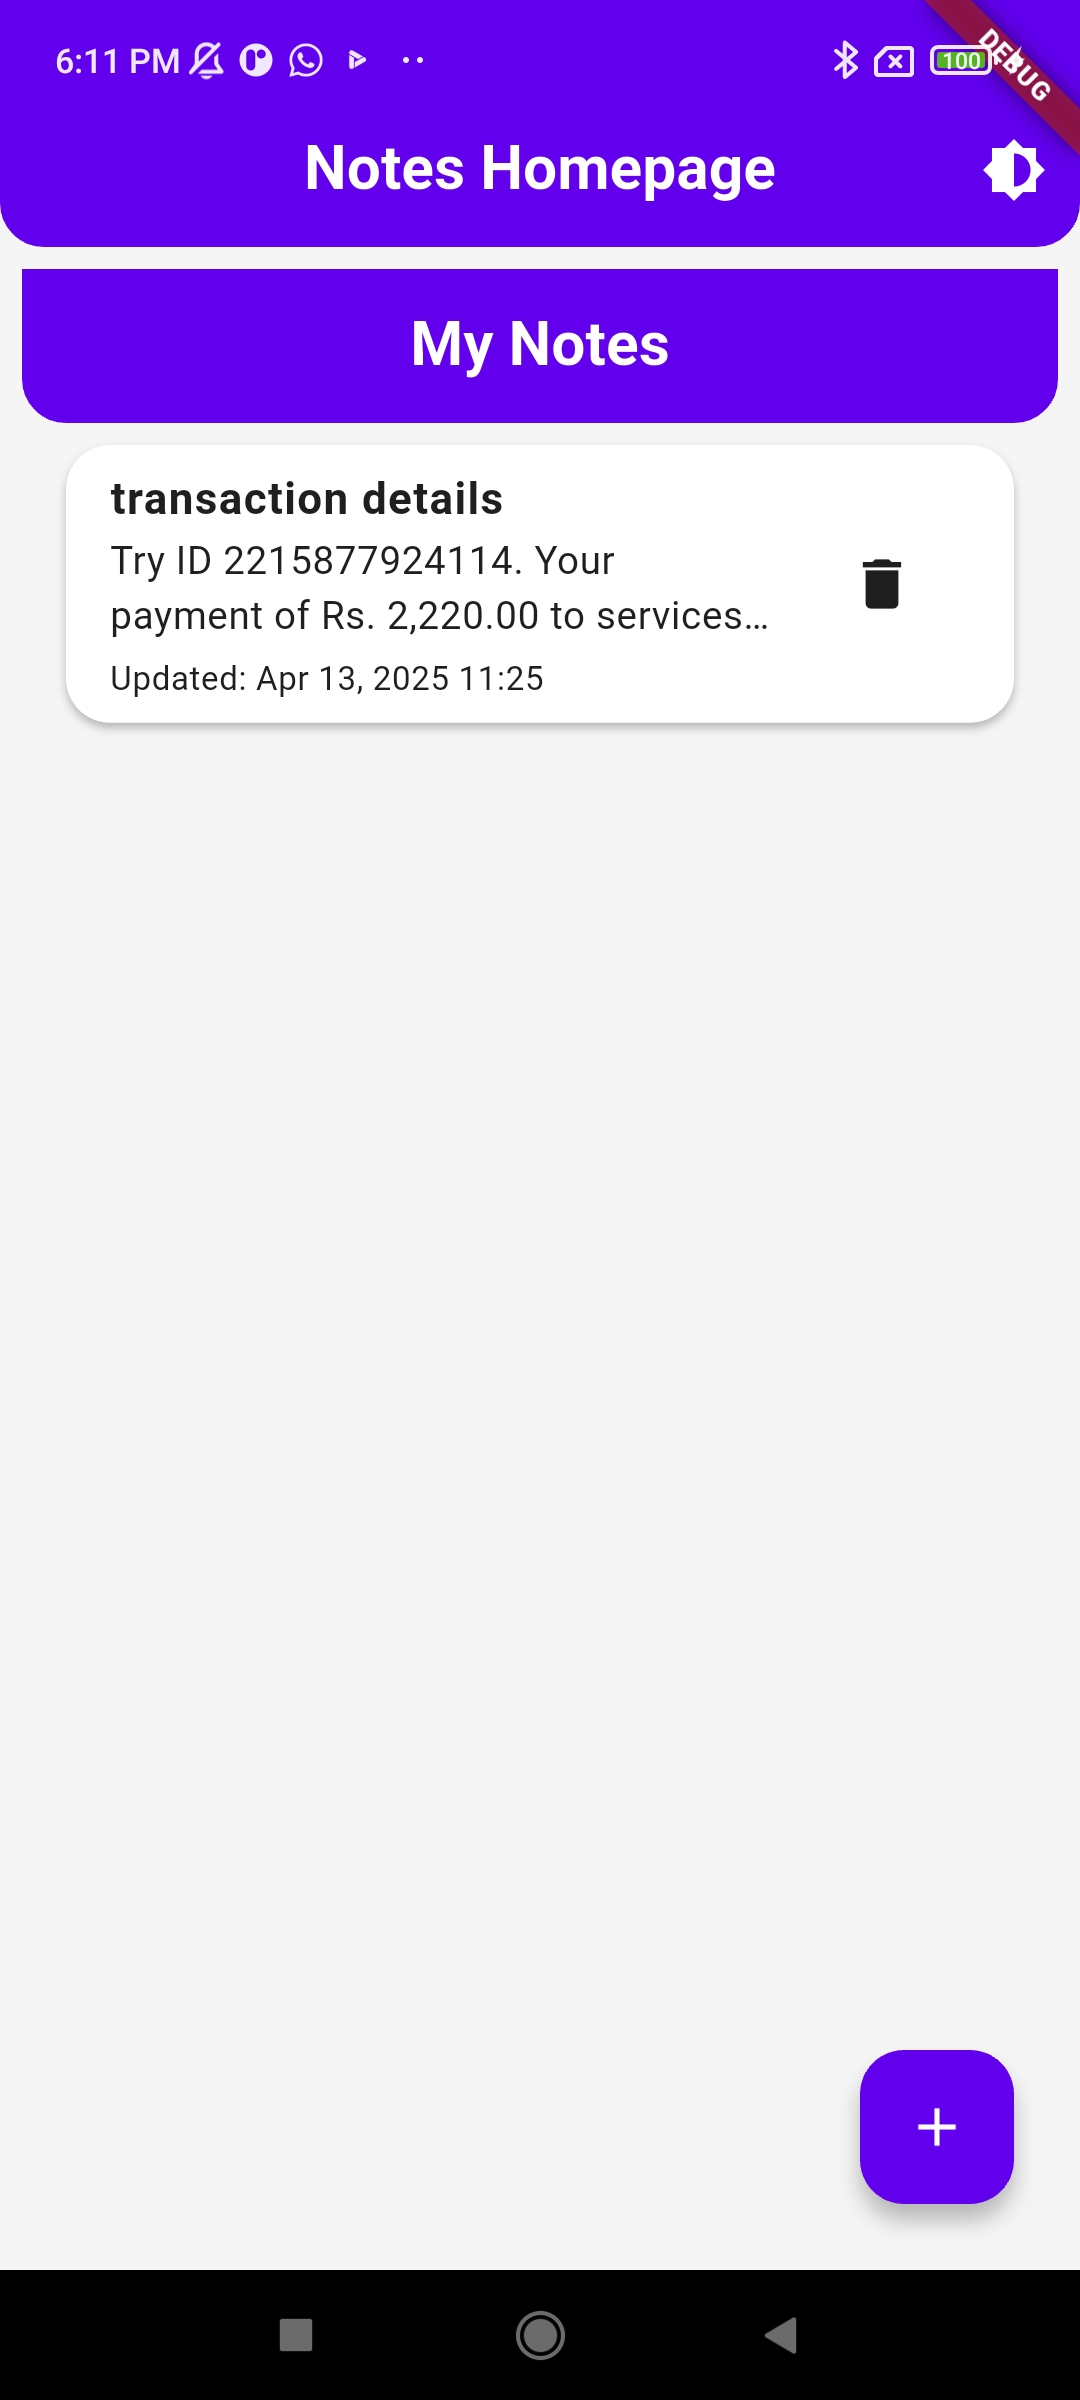 6:11 PM
100
DEBUG
Notes Homepage
My Notes
transaction details
Try ID 2215877924114. Your
payment of Rs. 2,220.00 to services…
Updated: Apr 13, 2025 11:25